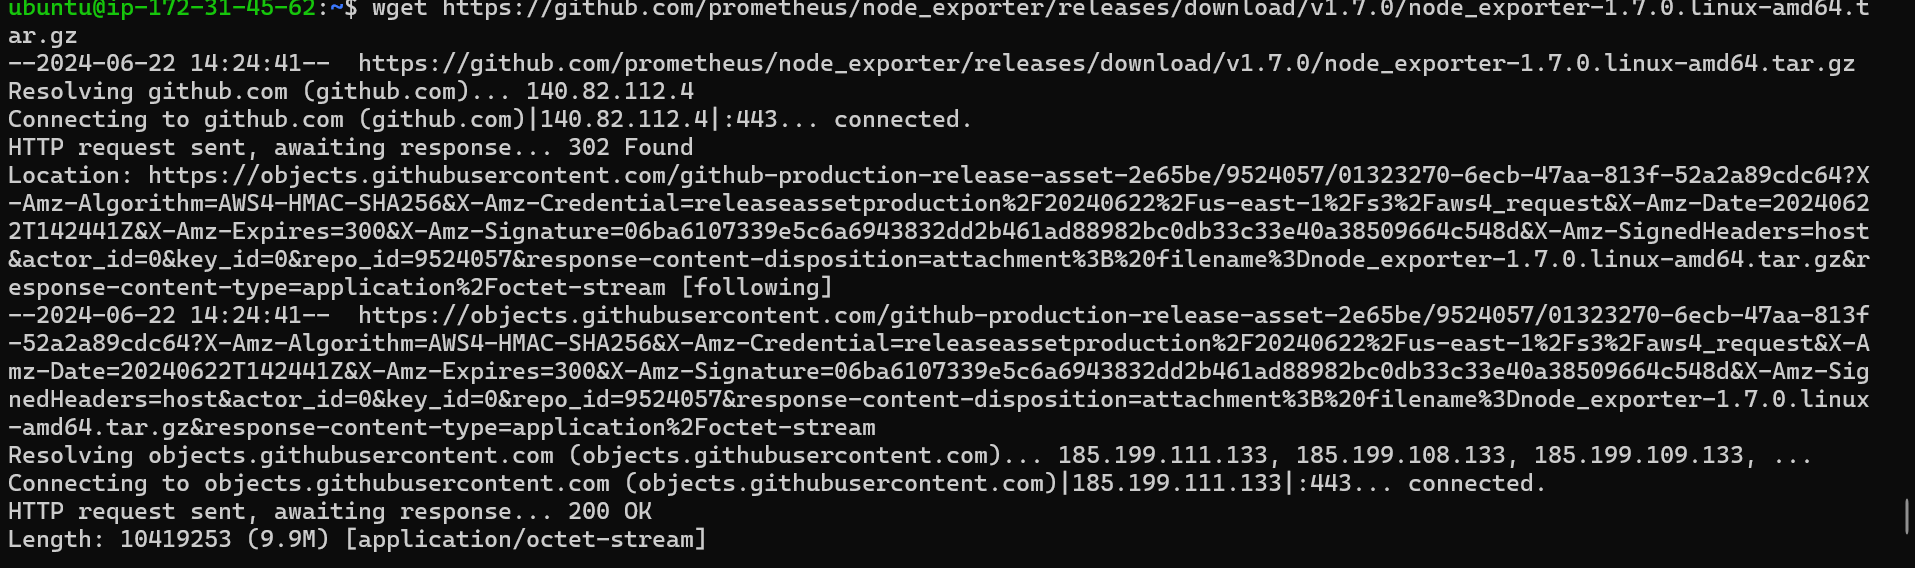 ubuntu@ip-172-31-45-62:~$ wget https://github.com/prometheus/node_exporter/releases/download/v1.7.0/node_exporter-1.7.0.linux-amd64.t
ar.gz
--2024-06-22 14:24:41--  https://github.com/prometheus/node_exporter/releases/download/v1.7.0/node_exporter-1.7.0.linux-amd64.tar.gz
Resolving github.com (github.com)... 140.82.112.4
Connecting to github.com (github.com)|140.82.112.4|:443... connected.
HTTP request sent, awaiting response... 302 Found
Location: https://objects.githubusercontent.com/github-production-release-asset-2e65be/9524057/01323270-6ecb-47aa-813f-52a2a89cdc64?X
-Amz-Algorithm=AWS4-HMAC-SHA256&X-Amz-Credential=releaseassetproduction%2F20240622%2Fus-east-1%2Fs3%2Faws4_request&X-Amz-Date=2024062
2T142441Z&X-Amz-Expires=300&X-Amz-Signature=06ba6107339e5c6a6943832dd2b461ad88982bc0db33c33e40a38509664c548d&X-Amz-SignedHeaders=host
&actor_id=0&key_id=0&repo_id=9524057&response-content-disposition=attachment%3B%20filename%3Dnode_exporter-1.7.0.linux-amd64.tar.gz&r
esponse-content-type=application%2Foctet-stream [following]
--2024-06-22 14:24:41--  https://objects.githubusercontent.com/github-production-release-asset-2e65be/9524057/01323270-6ecb-47aa-813f
-52a2a89cdc64?X-Amz-Algorithm=AWS4-HMAC-SHA256&X-Amz-Credential=releaseassetproduction%2F20240622%2Fus-east-1%2Fs3%2Faws4_request&X-A
mz-Date=20240622T142441Z&X-Amz-Expires=300&X-Amz-Signature=06ba6107339e5c6a6943832dd2b461ad88982bc0db33c33e40a38509664c548d&X-Amz-Sig
nedHeaders=host&actor_id=0&key_id=0&repo_id=9524057&response-content-disposition=attachment%3B%20filename%3Dnode_exporter-1.7.0.linux
-amd64.tar.gz&response-content-type=application%2Foctet-stream
Resolving objects.githubusercontent.com (objects.githubusercontent.com)... 185.199.111.133, 185.199.108.133, 185.199.109.133, ...
Connecting to objects.githubusercontent.com (objects.githubusercontent.com)|185.199.111.133|:443... connected.
HTTP request sent, awaiting response... 200 OK
Length: 10419253 (9.9M) [application/octet-stream]